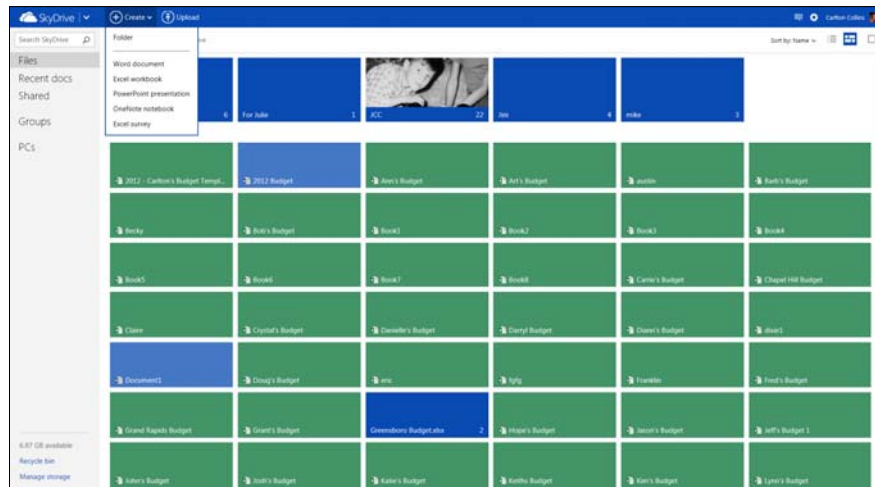 SkyDrive Create Upload Carlton Collins
Search SkyDrive Sort by: Name
Folder
Word document
Excel workbook
PowerPoint presentation
OneNote notebook
Excel survey
Files
Recent docs
Shared
Groups
PCs
6 For Julie 1 JCC 22 Jim 4 mike 3
2012 - Carlton's Budget Templ... 2012 Budget Ann's Budget Art's Budget austin Barb's Budget
Becky Bob's Budget Book1 Book2 Book3 Book4
Book5 Book6 Book7 Book8 Carrie's Budget Chapel Hill Budget
Claire Crystal's Budget Danielle's Budget Darryl Budget Diann's Budget
Document1 Doug's Budget eric fgfg Franklin Fred's Budget
Grand Rapids Budget Grant's Budget Greensboro Budget.xlsx 2 Hope's Budget Jason's Budget Jeff's Budget 1
John's Budget Josh's Budget Katie's Budget Keiths Budget Ken's Budget Lynn's Budget
6.87 GB available
Recycle bin
Manage storage